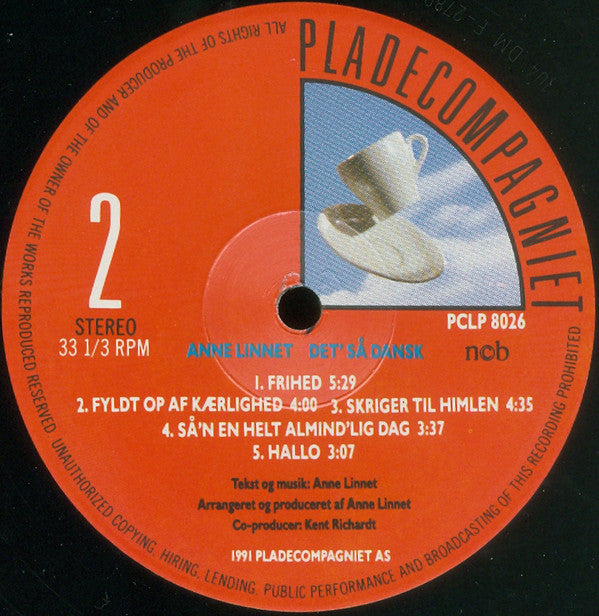 PLADECOMPAGNIET
2
STEREO
33 1/3 RPM
PCLP 8026
ANNE LINNET DET' SÅ DANSK
ncb
1. FRIHED 5:29
2. FYLDT OP AF KÆRLIGHED 4:00 3. SKRIGER TIL HIMLEN 4:35
4. SÅ'N EN HELT ALMIND'LIG DAG 3:37
5. HALLO 3:07
Tekst og musik: Anne Linnet
Arrangeret og produceret af Anne Linnet
Co-producer: Kent Richardt
1991 PLADECOMPAGNIET AS
ALL RIGHTS OF THE PRODUCER AND OF THE OWNER OF THE WORKS REPRODUCED RESERVED. UNAUTHORIZED COPYING, HIRING, LENDING, PUBLIC PERFORMANCE AND BROADCASTING OF THIS RECORDING PROHIBITED